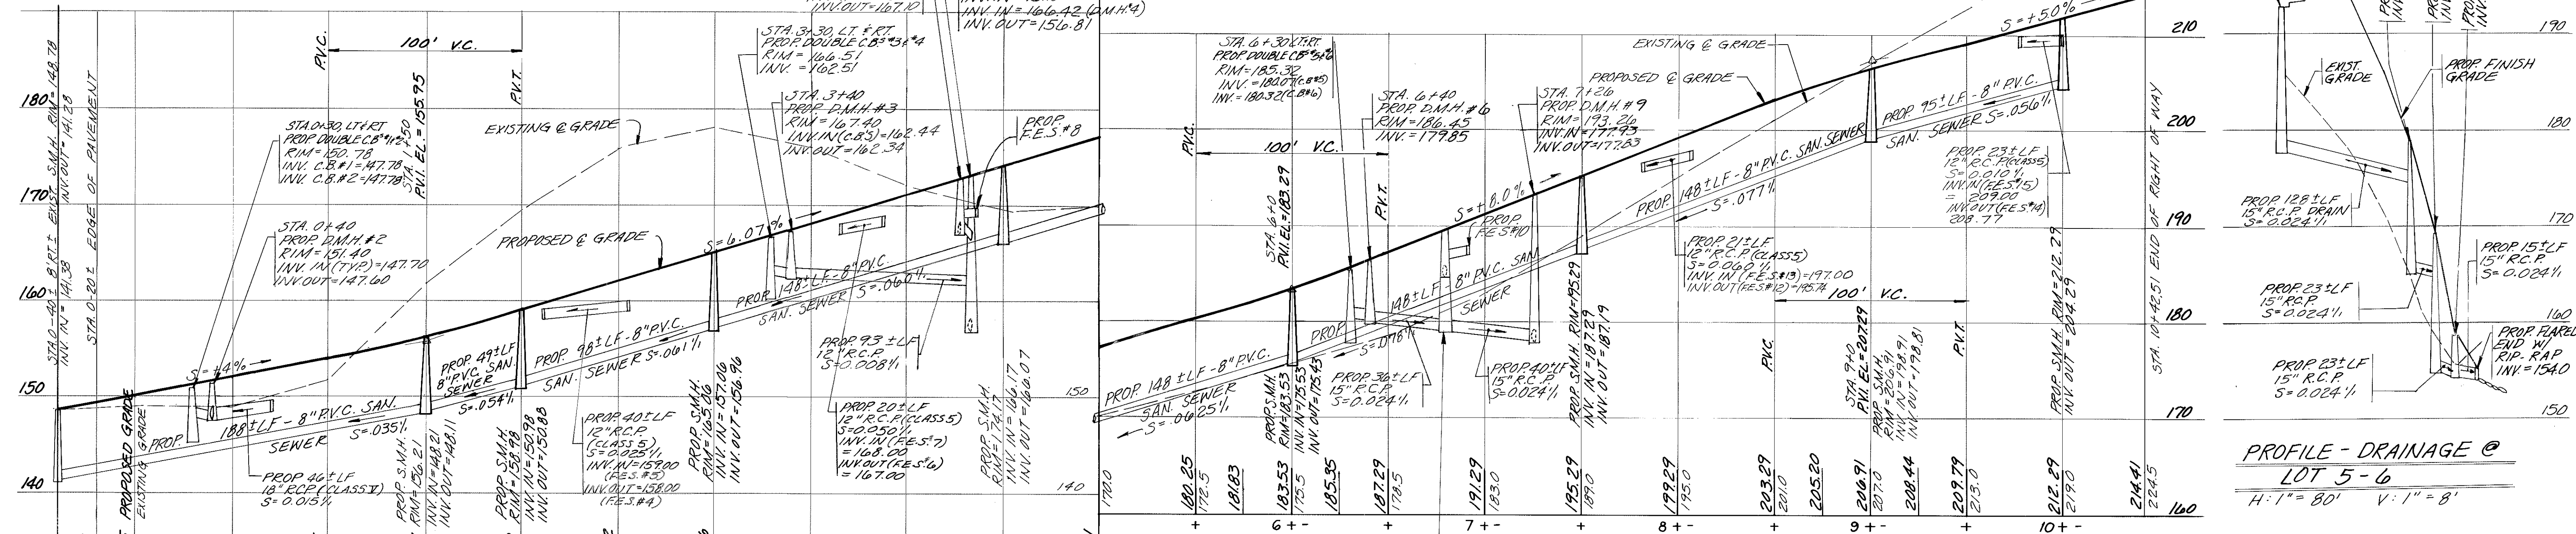 180
170
160
150
140
STA. 0-40± 8' RT.± EXIST. S.M.H. RIM=148.78
INV. IN = 141.38 INV. OUT=141.28
STA. 0-20± EDGE OF PAVEMENT
PROPOSED GRADE
EXISTING GRADE
P.V.C.
100' V.C.
P.V.T.
STA. 1+50
P.V.I. EL.=155.95
STA. 0+30, LT & RT
PROP. DOUBLE C.B.'S #1&2
RIM=150.78
INV. C.B.#1=147.78
INV. C.B.#2=147.78
STA. 0+40
PROP. D.M.H.#2
RIM=151.40
INV. IN (TYP.)=147.70
INV. OUT=147.60
EXISTING ℄ GRADE
PROPOSED ℄ GRADE
S=+4%
PROP. 188±LF-8" P.V.C. SAN.
SEWER
S=.035%
PROP. 46±LF
18" RCP (CLASS V)
S=0.015%
PROP. S.M.H.
RIM=156.21
INV. IN=148.21
INV. OUT=148.11
PROP. 49±LF
8" P.V.C. SAN.
SEWER
S=.054%
PROP. S.M.H.
RIM=158.98
INV. IN=150.98
INV. OUT=150.88
PROP. 98±LF-8" P.V.C.
SAN. SEWER S=.061%
PROP. 40±LF
12" R.C.P.
(CLASS 5)
S=0.025%
INV. IN=159.00
(F.E.S.#5)
INV. OUT=158.00
(F.E.S.#4)
PROP. S.M.H.
RIM=165.06
INV. IN=157.06
INV. OUT=156.96
S=6.07%
INV. OUT=167.10
INV. IN = 166.42 (D.M.H.#4)
INV. OUT=156.81
STA. 3+30, LT. & RT.
PROP. DOUBLE C.B.'S #3&#4
RIM=166.51
INV. =162.51
STA. 3+40
PROP. D.M.H.#3
RIM=167.40
INV. IN (C.B.'S)=162.44
INV. OUT=162.34
PROP.
F.E.S.#8
PROP. 148±LF-8" P.V.C.
SAN. SEWER S=.060%
PROP. 93±LF
12" R.C.P.
S=0.008%
PROP. 20±LF
12" R.C.P. (CLASS 5)
S=0.050%
INV. IN (F.E.S.#7)
=168.00
INV. OUT (F.E.S.#6)
=167.00
PROP. S.M.H.
RIM=174.17
INV. IN=166.17
INV. OUT=166.07
150
140
PROP. 148±LF-8" P.V.C.
SAN. SEWER
S=.0625%
P.V.C.
100' V.C.
P.V.T.
STA. 6+0
P.V.I. EL.=183.29
STA. 6+30 LT & RT.
PROP. DOUBLE C.B.'S #5&6
RIM=185.32
INV. =180.07 (C.B.#5)
INV. =180.32 (C.B.#6)
STA. 6+40
PROP. D.M.H.#6
RIM=186.45
INV. =179.85
STA. 7+26
PROP. D.M.H.#9
RIM=193.26
INV. IN=177.93
INV. OUT=177.83
EXISTING ℄ GRADE
PROPOSED ℄ GRADE
S=+8.0%
S=+5.0%
PROP.
F.E.S.#10
PROP. 148±LF-8" P.V.C. SAN.
SEWER
S=.078%
PROP. S.M.H.
RIM=183.53
INV. IN=175.53
INV. OUT=175.43
PROP. 36±LF
15" R.C.P.
S=0.024%
PROP. 40±LF
15" R.C.P.
S=0.024%
PROP. S.M.H. RIM=195.29
INV. IN=187.29
INV. OUT=187.19
PROP. 148±LF-8" P.V.C. SAN. SEWER
S=.077%
PROP. 21±LF
12" R.C.P. (CLASS 5)
S=0.060%
INV. IN (F.E.S.#13)=197.00
INV. OUT (F.E.S.#12)=195.74
P.V.C.
100' V.C.
P.V.T.
STA. 9+0
P.V.I. EL=207.29
PROP. S.M.H.
RIM=206.91
INV. IN=198.91
INV. OUT=198.81
PROP. 95±LF-8" P.V.C.
SAN. SEWER S=.056%
PROP. 23±LF
12" R.C.P. (CLASS 5)
S=0.010%
INV. IN (F.E.S.#15)
=209.00
INV. OUT (F.E.S.#14)
208.77
PROP. S.M.H. RIM=212.29
INV. OUT=204.29
STA. 10+42.51 END OF RIGHT OF WAY
210
200
190
180
170
160
170.0
180.25
172.5
181.83
183.53
175.5
185.35
187.29
178.5
191.29
183.0
195.29
189.0
199.29
195.0
203.29
201.0
205.20
206.91
207.0
208.44
209.79
213.0
212.29
219.0
214.41
224.5
+ 6+- + 7+- + 8+- + 9+- + 10+-
190
180
170
160
150
EXIST.
GRADE
PROP. FINISH
GRADE
PROP. 128±LF
15" R.C.P. DRAIN
S=0.024%
PROP. 15±LF
15" R.C.P.
S=0.024%
PROP. 23±LF
15" R.C.P.
S=0.024%
PROP. 23±LF
15" R.C.P.
S=0.024%
PROP. FLARED
END W/
RIP-RAP
INV.=154.0
PROFILE - DRAINAGE @
LOT 5-6
H: 1"= 80' V: 1"= 8'